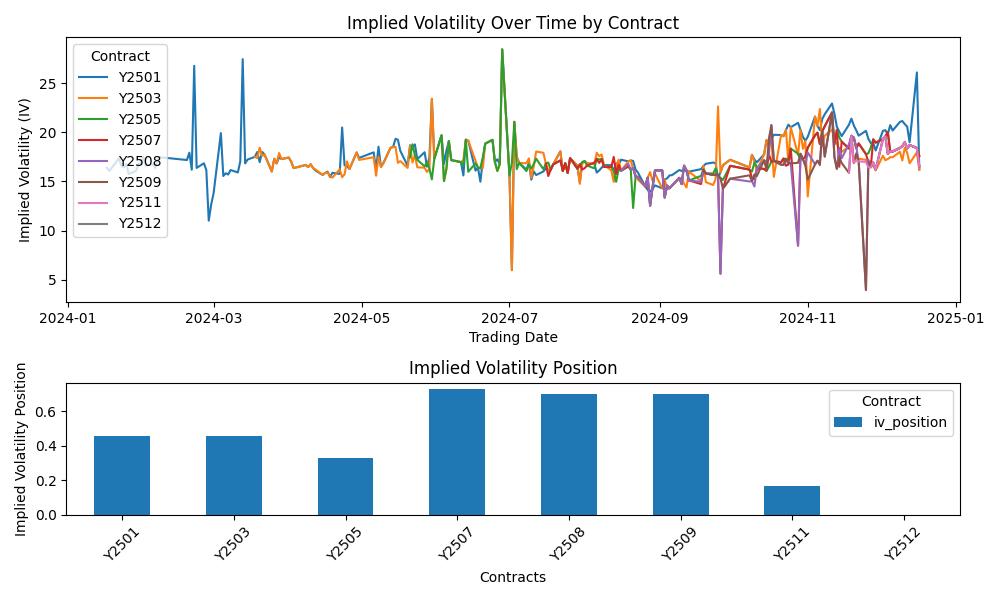 Implied Volatility Over Time by Contract
Implied Volatility (IV)
25
20
15
10
5
Contract
Y2501
Y2503
Y2505
Y2507
Y2508
Y2509
Y2511
Y2512
2024-01
2024-03
2024-05
2024-07
2024-09
2024-11
2025-01
Trading Date
Implied Volatility Position
Implied Volatility Position
0.6
0.4
0.2
0.0
Contract
iv_position
Y2501
Y2503
Y2505
Y2507
Y2508
Y2509
Y2511
Y2512
Contracts